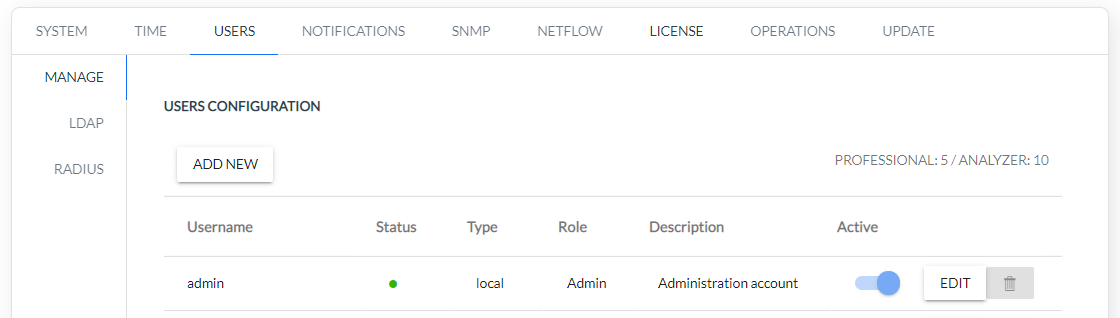 SYSTEM TIME USERS NOTIFICATIONS SNMP NETFLOW LICENSE OPERATIONS UPDATE
MANAGE
LDAP
RADIUS
USERS CONFIGURATION
ADD NEW
PROFESSIONAL: 5 / ANALYZER: 10
Username Status Type Role Description Active
admin local Admin Administration account EDIT